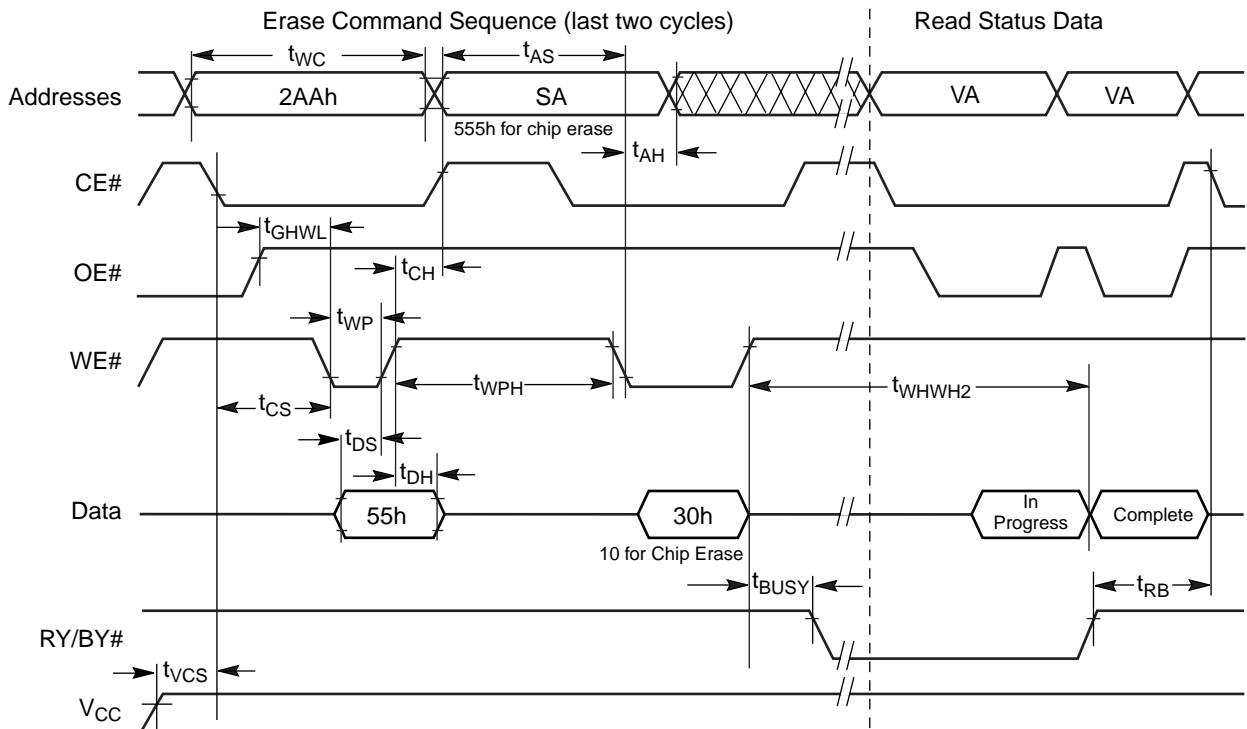 Erase Command Sequence (last two cycles)
Read Status Data
tWC
tAS
Addresses
2AAh
SA
VA
VA
555h for chip erase
tAH
CE#
tGHWL
OE#
tCH
tWP
WE#
tWPH
tWHWH2
tCS
tDS
tDH
Data
55h
30h
In
Progress
Complete
10 for Chip Erase
tBUSY
tRB
RY/BY#
tVCS
VCC